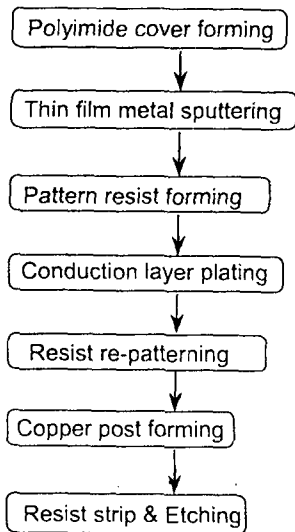 Polyimide cover forming
Thin film metal sputtering
Pattern resist forming
Conduction layer plating
Resist re-patterning
Copper post forming
Resist strip & Etching